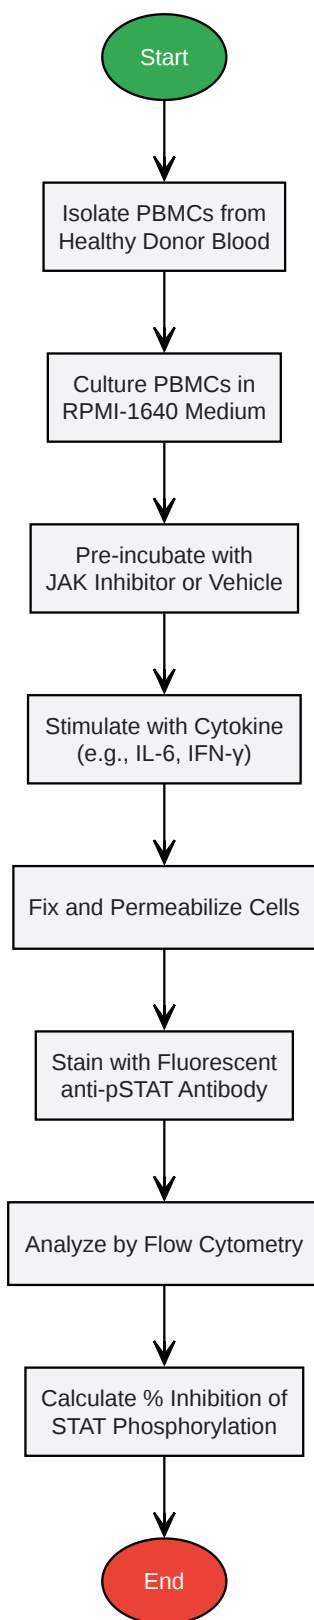 Start
Isolate PBMCs from
Healthy Donor Blood
Culture PBMCs in
RPMI-1640 Medium
Pre-incubate with
JAK Inhibitor or Vehicle
Stimulate with Cytokine
(e.g., IL-6, IFN-γ)
Fix and Permeabilize Cells
Stain with Fluorescent
anti-pSTAT Antibody
Analyze by Flow Cytometry
Calculate % Inhibition of
STAT Phosphorylation
End